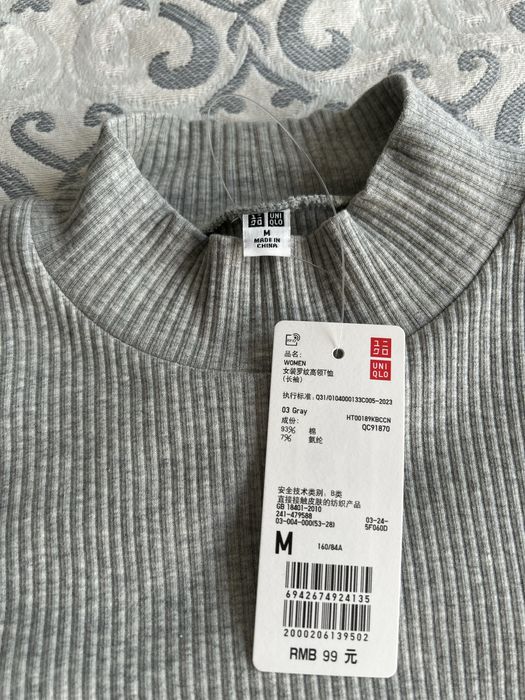 ユニ UNI
クロ QLO
M
MADE IN
CHINA
品名:
WOMEN
女装罗纹高领T恤
(长袖)
ユニ
クロ
UNI
QLO
执行标准: Q31/0104000133C005-2023
03 Gray HT00189KBCCN
成份: QC91870
93% 棉
7% 氨纶
安全技术类别: B类
直接接触皮肤的纺织产品
GB 18401-2010
241-479588 03-24-
03-004-000(53-28) 5F060D
M 160/84A
6942674924135
2000206139502
RMB 99 元